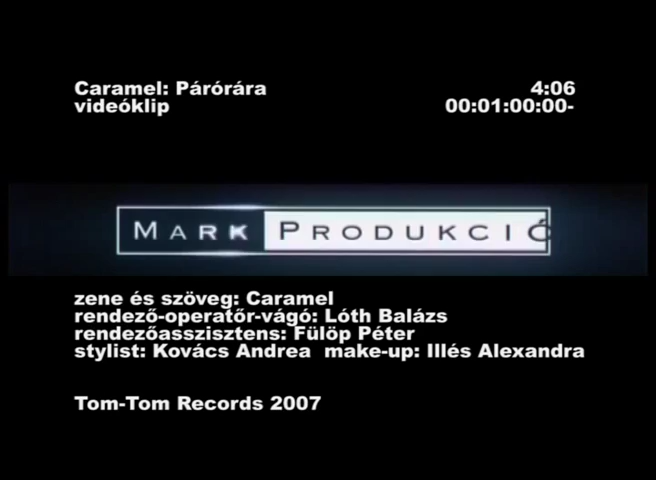 Caramel: Párórára 4:06
videóklip 00:01:00:00-
MARK PRODUKCIÓ
zene és szöveg: Caramel
rendező-operatőr-vágó: Lóth Balázs
rendezőasszisztens: Fülöp Péter
stylist: Kovács Andrea make-up: Illés Alexandra
Tom-Tom Records 2007